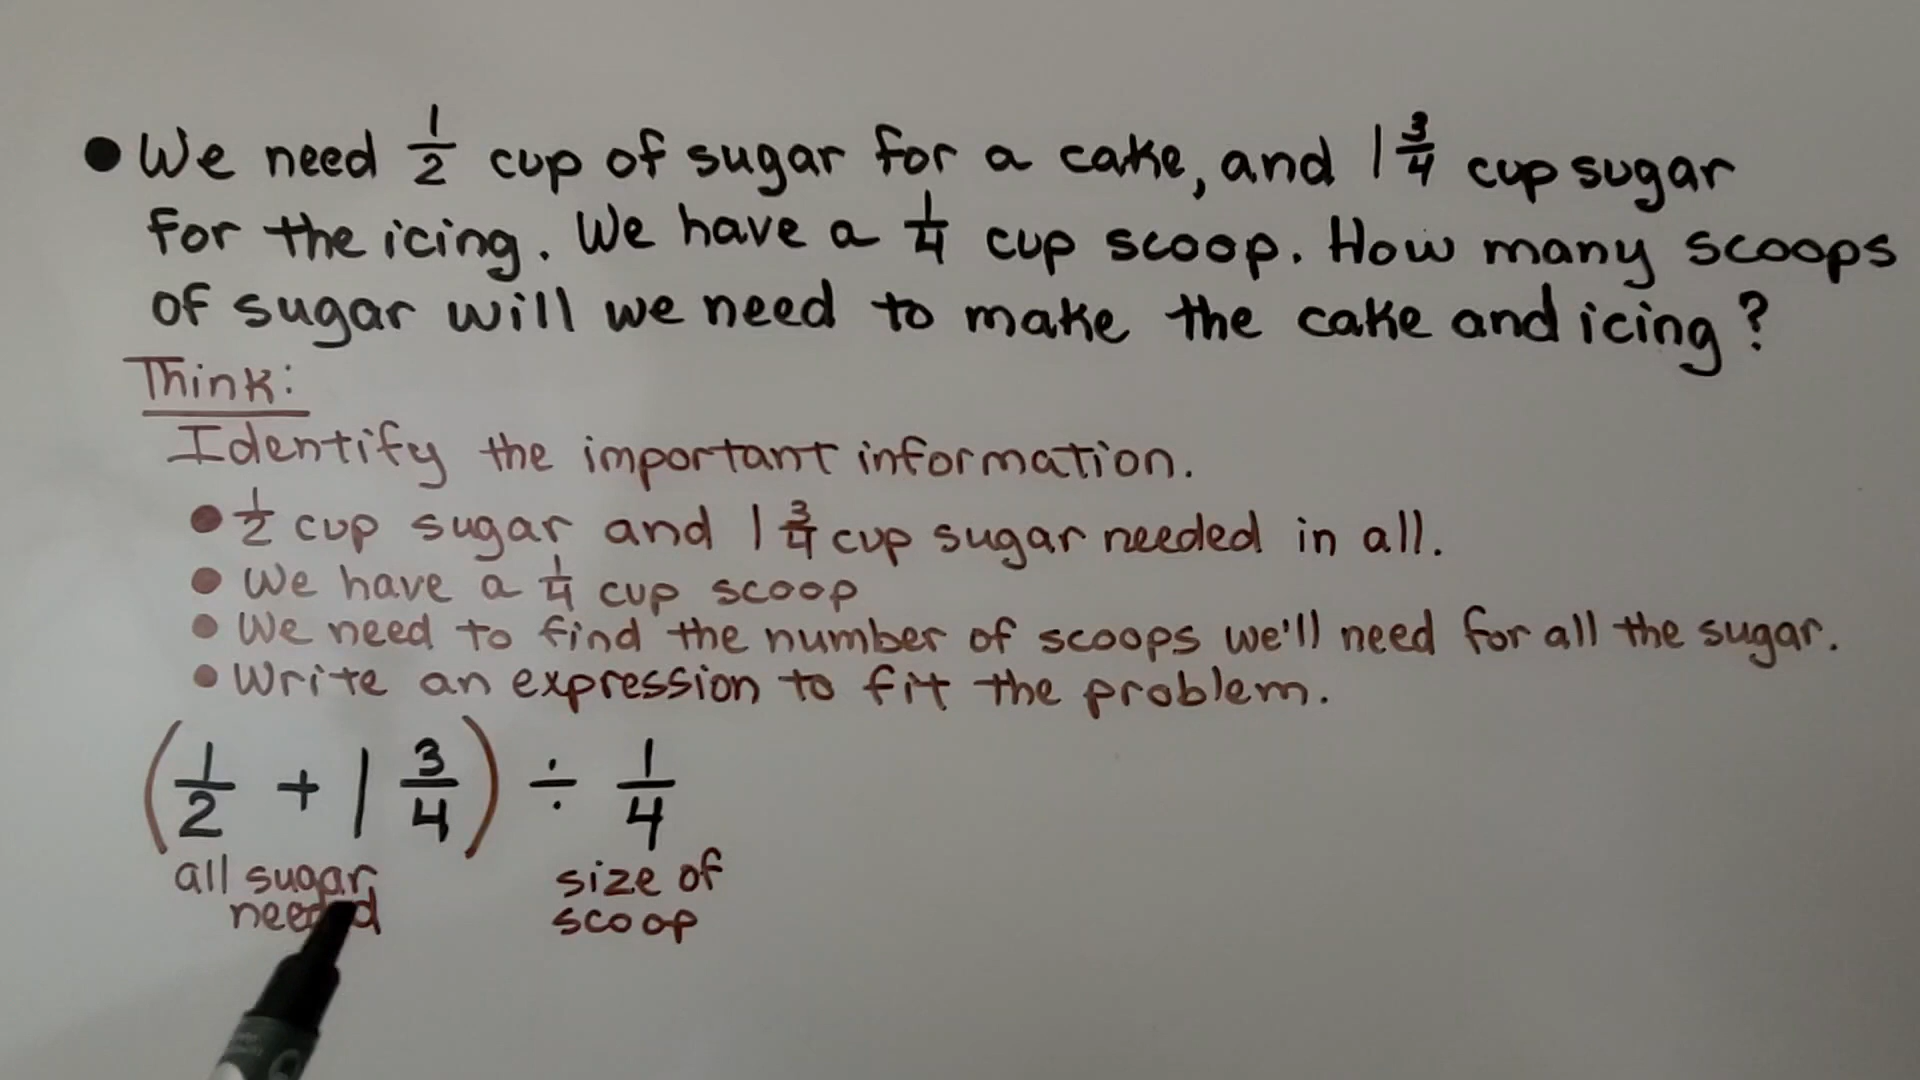 ● We need 1/2 cup of sugar for a cake, and 1 3/4 cup sugar
for the icing. We have a 1/4 cup scoop. How many scoops
of sugar will we need to make the cake and icing?
Think:
Identify the important information.
● 1/2 cup sugar and 1 3/4 cup sugar needed in all.
● We have a 1/4 cup scoop
● We need to find the number of scoops we'll need for all the sugar.
● Write an expression to fit the problem.
(1/2 + 1 3/4) ÷ 1/4
all sugar needed
size of scoop